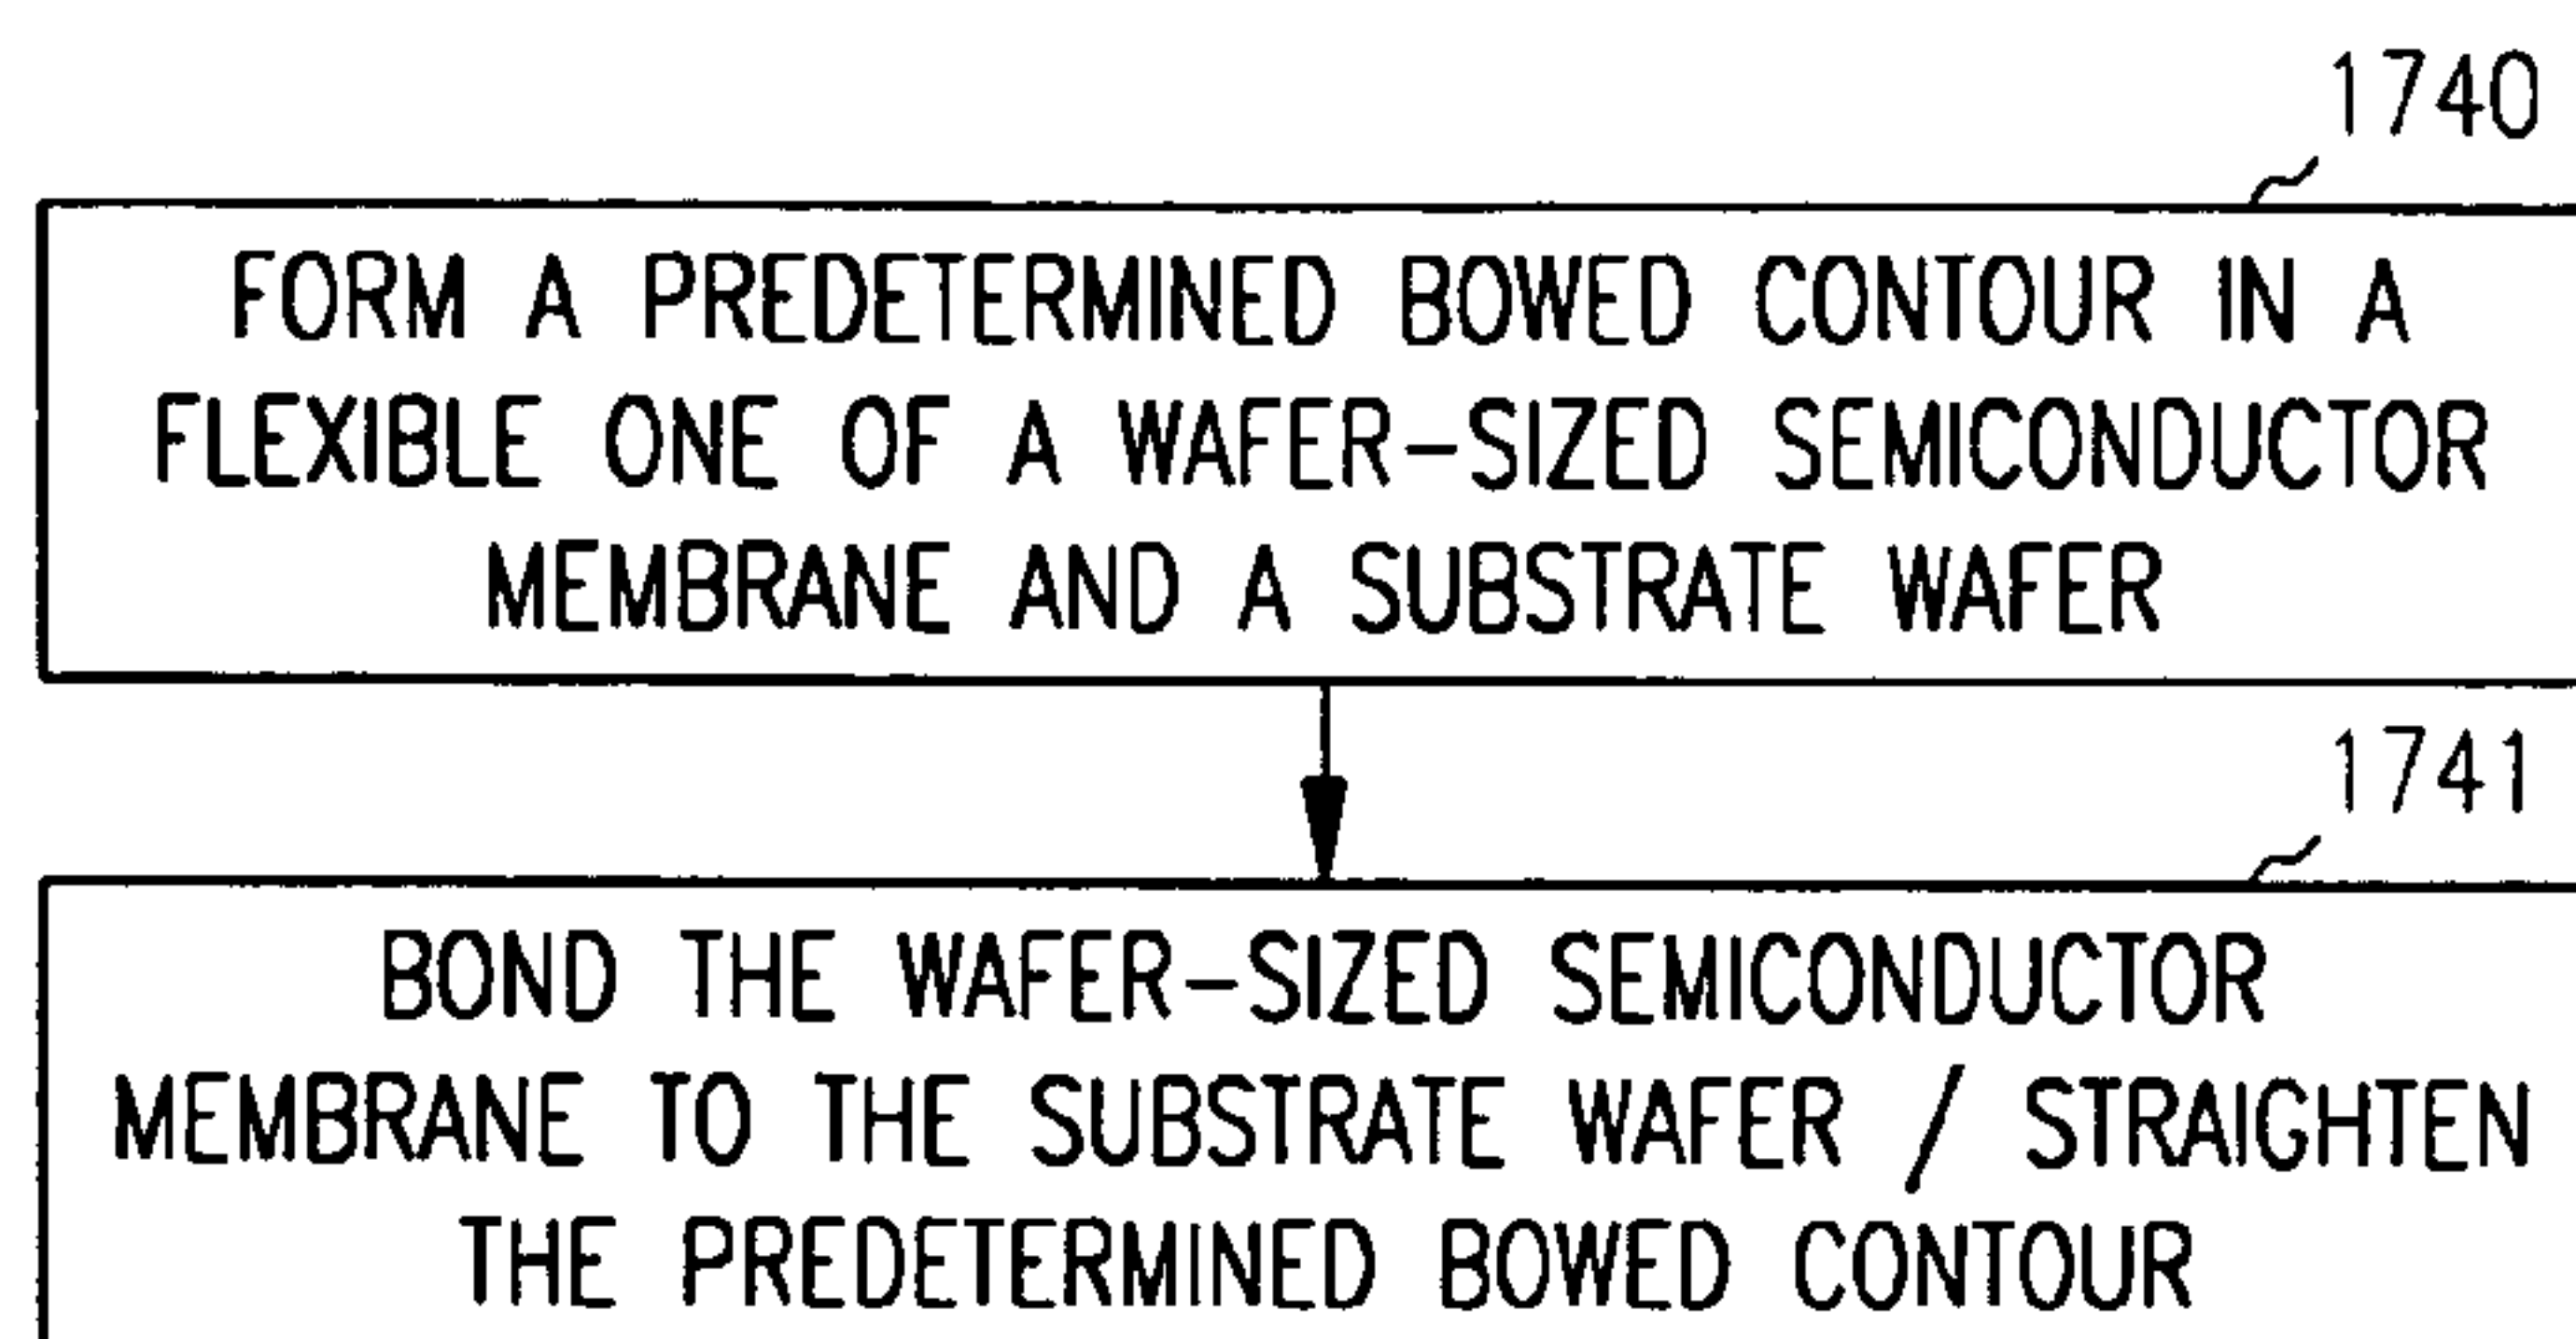 1740
FORM A PREDETERMINED BOWED CONTOUR IN A
FLEXIBLE ONE OF A WAFER-SIZED SEMICONDUCTOR
MEMBRANE AND A SUBSTRATE WAFER
1741
BOND THE WAFER-SIZED SEMICONDUCTOR
MEMBRANE TO THE SUBSTRATE WAFER / STRAIGHTEN
THE PREDETERMINED BOWED CONTOUR